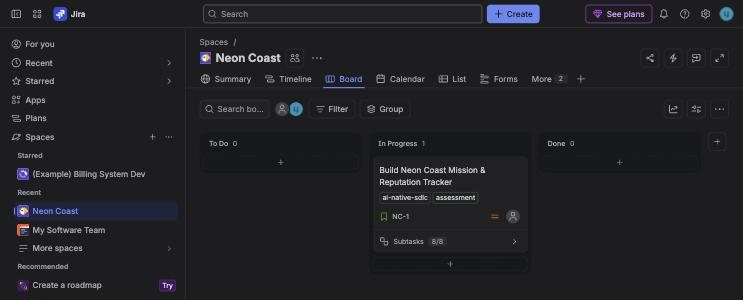 Jira
Search
+ Create
See plans
For you
Recent
Starred
Apps
Plans
Spaces
Starred
(Example) Billing System Dev
Recent
Neon Coast
My Software Team
More spaces
Recommended
Create a roadmap
Try
Spaces /
Neon Coast
Summary
Timeline
Board
Calendar
List
Forms
More 2
Search bo...
Filter
Group
To Do 0
In Progress 1
Done 0
Build Neon Coast Mission &
Reputation Tracker
ai-native-sdlc assessment
NC-1
Subtasks 8/8